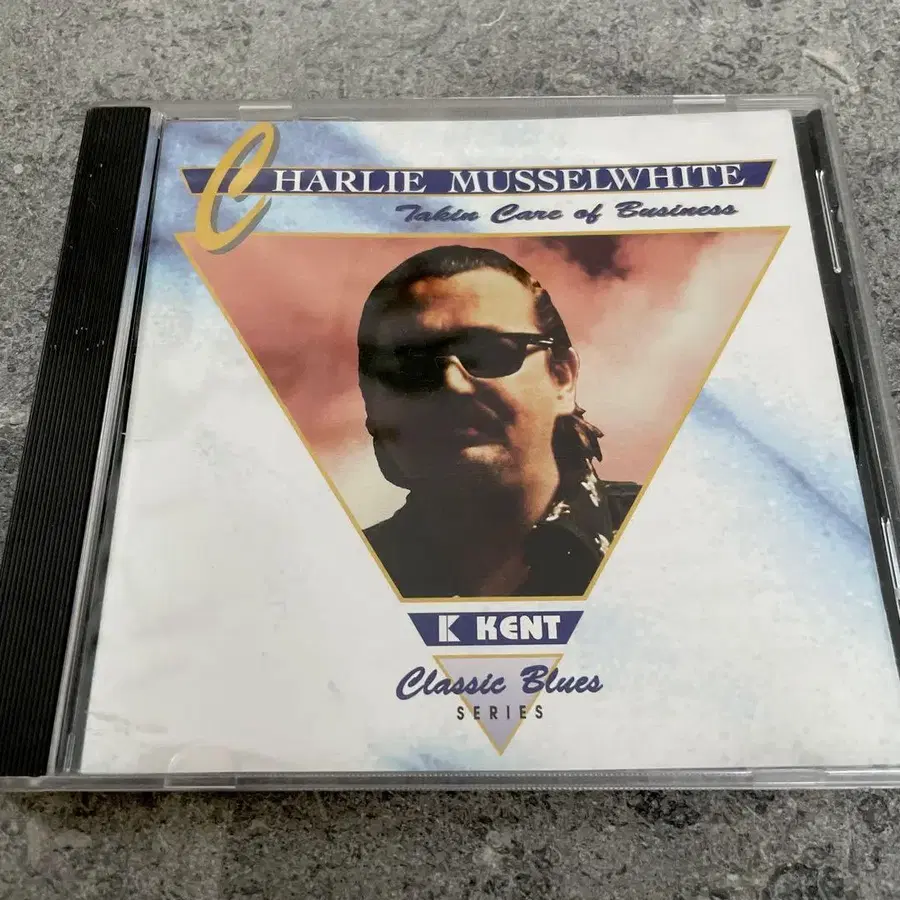 CHARLIE MUSSELWHITE
Takin Care of Business
K KENT
Classic Blues
SERIES